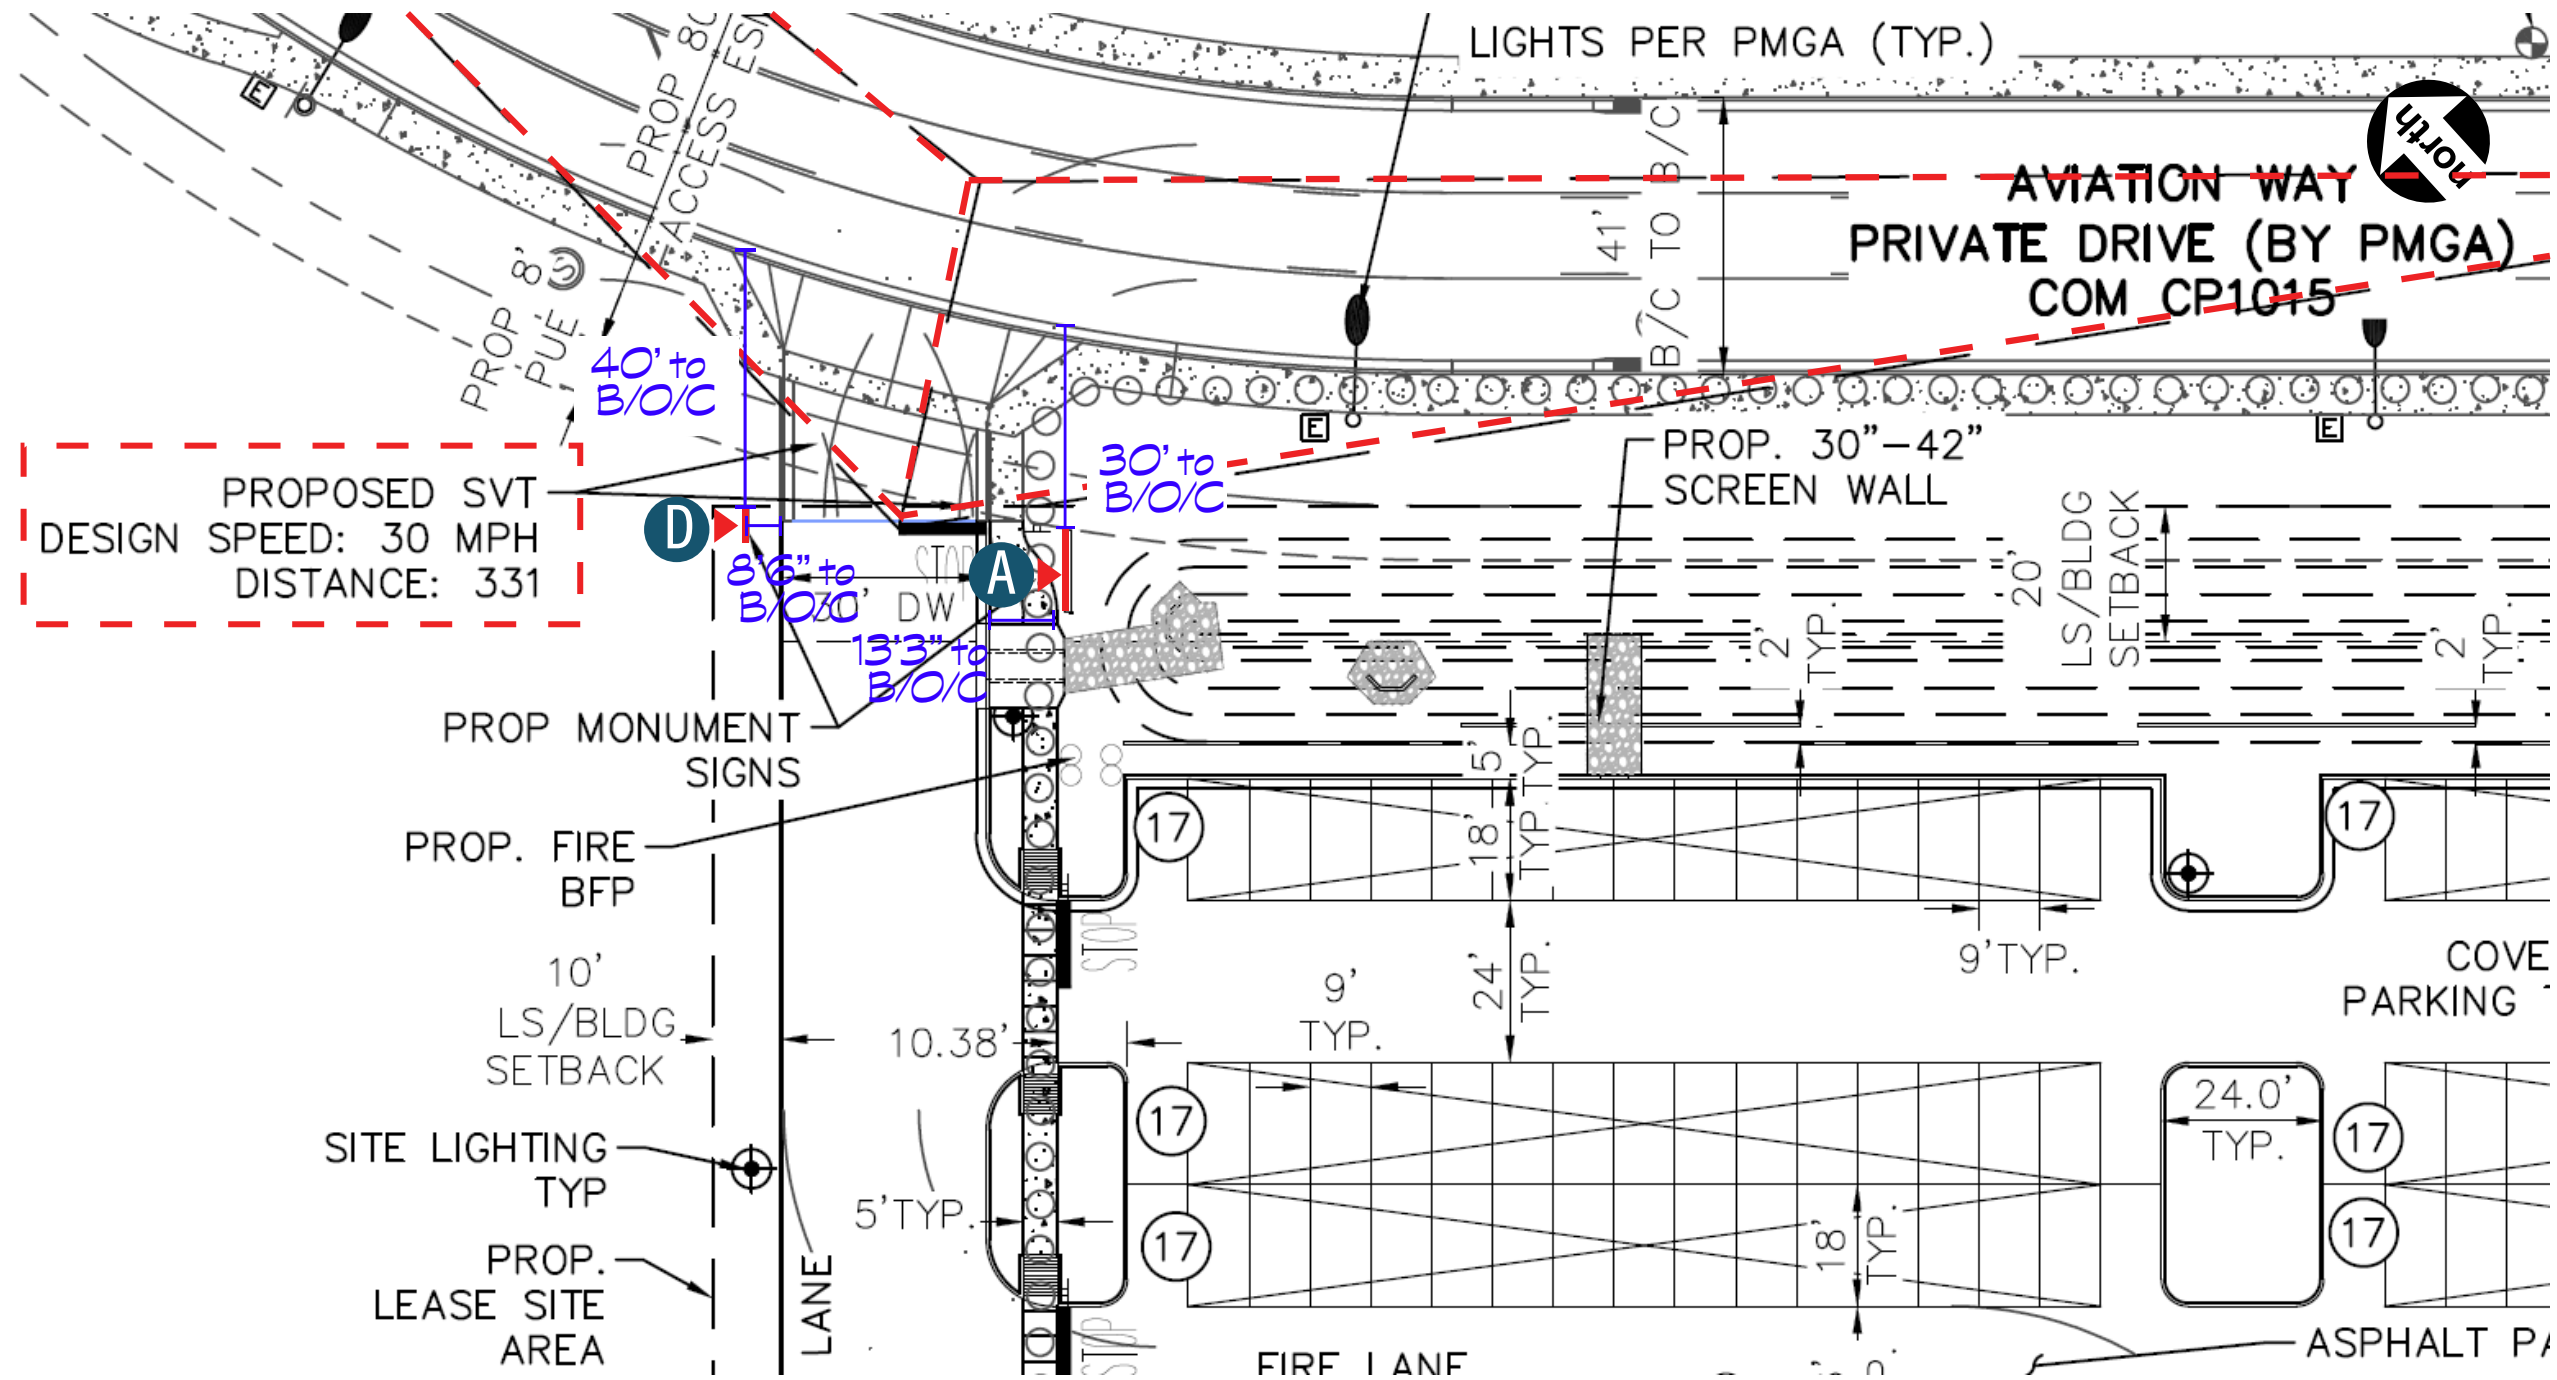 LIGHTS PER PMGA (TYP.)
north
PROP 80
ACCESS ESM
E
AVIATION WAY
PRIVATE DRIVE (BY PMGA)
COM CP1015
41'
B/C TO B/C
PROP 8'
PUE
S
40' to
B/O/C
30' to
B/O/C
E
E
PROP. 30"-42"
SCREEN WALL
PROPOSED SVT
DESIGN SPEED: 30 MPH
DISTANCE: 331
D
A
STOP
8'6" to
B/O/C
30' DW
13'3" to
B/O/C
20'
LS/BLDG
SETBACK
2'
TYP.
2'
TYP.
PROP MONUMENT
SIGNS
5'
TYP.
PROP. FIRE
BFP
17
17
18'
TYP.
STOP
10'
LS/BLDG
SETBACK
24'
TYP.
9'
TYP.
9'TYP.
COVE
PARKING
10.38'
17
24.0'
TYP.
17
SITE LIGHTING
TYP
5'TYP.
17
18'
TYP.
17
PROP.
LEASE SITE
AREA
LANE
STOP
FIRE LANE
ASPHALT PA